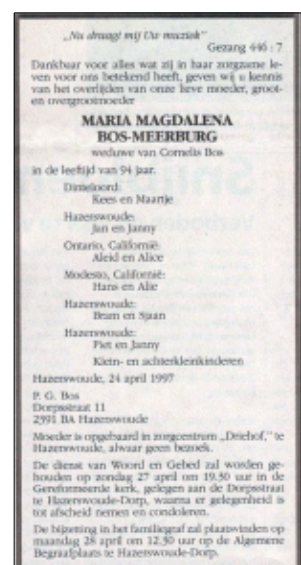 „Nu draagt mij Uw muziek"
Gezang 446 : 7
Dankbaar voor alles wat zij in haar zorgzame le-
ven voor ons betekend heeft, geven wij u kennis
van het overlijden van onze lieve moeder, groot-
en overgrootmoeder
MARIA MAGDALENA
BOS-MEERBURG
weduwe van Cornelis Bos
in de leeftijd van 94 jaar.
Dinteloord:
Kees en Maartje
Hazerswoude:
Jan en Janny
Ontario, Californië:
Aleid en Alice
Modesto, Californië:
Hans en Alie
Hazerswoude:
Bram en Sjaan
Hazerswoude:
Piet en Janny
Klein- en achterkleinkinderen
Hazerswoude, 24 april 1997
P. G. Bos
Dorpsstraat 11
2391 BA Hazerswoude
Moeder is opgebaard in zorgcentrum „Driehof," te
Hazerswoude, alwaar geen bezoek.
De dienst van Woord en Gebed zal worden ge-
houden op zondag 27 april om 19.30 uur in de
Gereformeerde kerk, gelegen aan de Dorpsstraat
te Hazerswoude-Dorp, waarna er gelegenheid is
tot afscheid nemen en condoleren.
De bijzetting in het familiegraf zal plaatsvinden op
maandag 28 april om 12.30 uur op de Algemene
Begraafplaats te Hazerswoude-Dorp.